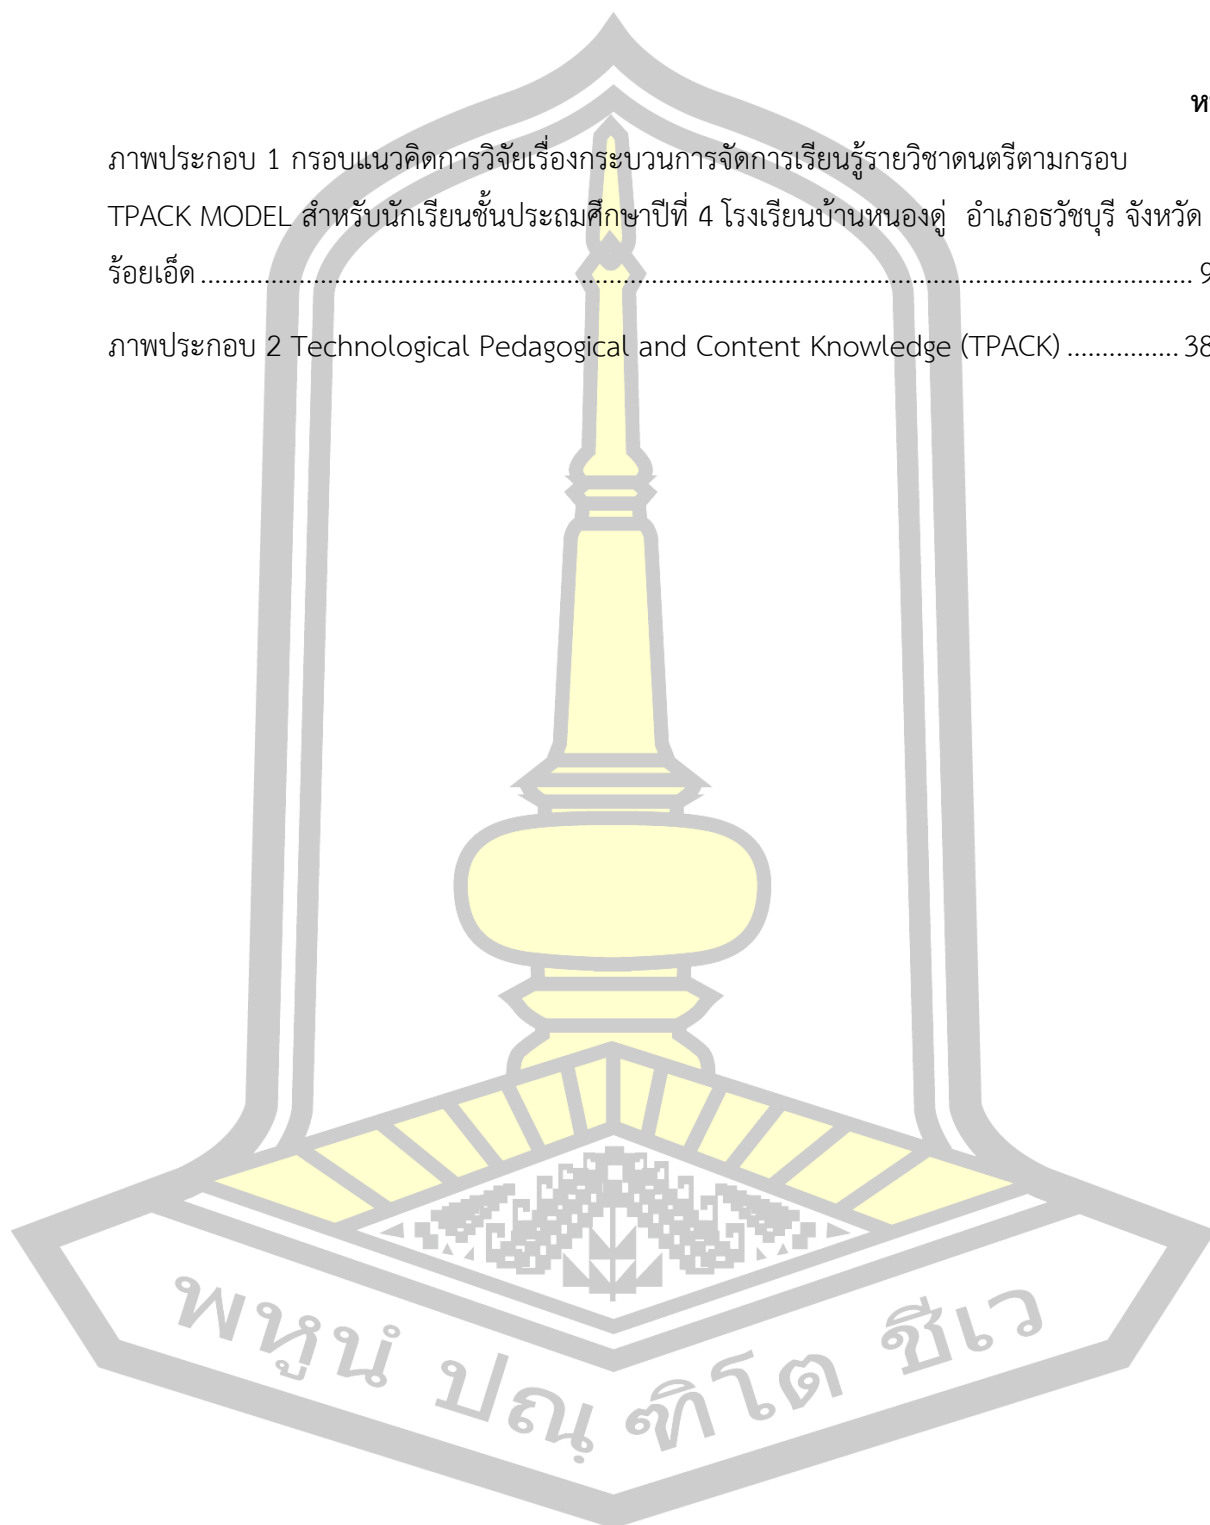 ภาพประกอบ 1 กรอบแนวคิดการวิจัยเรื่องกระบวนการจัดการเรียนรู้รายวิชาดนตรีตามกรอบ
TPACK MODEL สำหรับนักเรียนชั้นประถมศึกษาปีที่ 4 โรงเรียนบ้านหนองดู่ อำเภอธวัชบุรี จังหวัด
ร้อยเอ็ด ........................................................................................................................ 9
ภาพประกอบ 2 Technological Pedagogical and Content Knowledge (TPACK) ................ 38
พหูนํ ปณฺฑิโต ชีเว